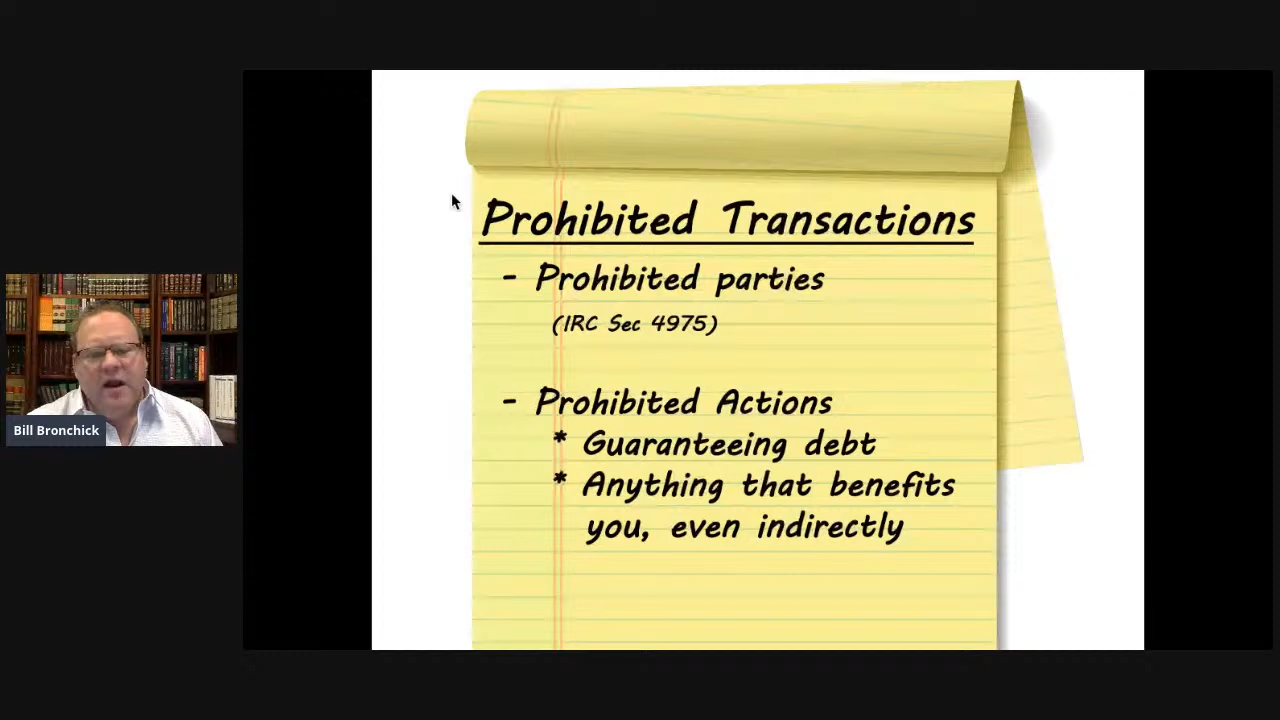 Prohibited Transactions
- Prohibited parties
(IRC Sec 4975)
- Prohibited Actions
* Guaranteeing debt
* Anything that benefits
you, even indirectly
Bill Bronchick